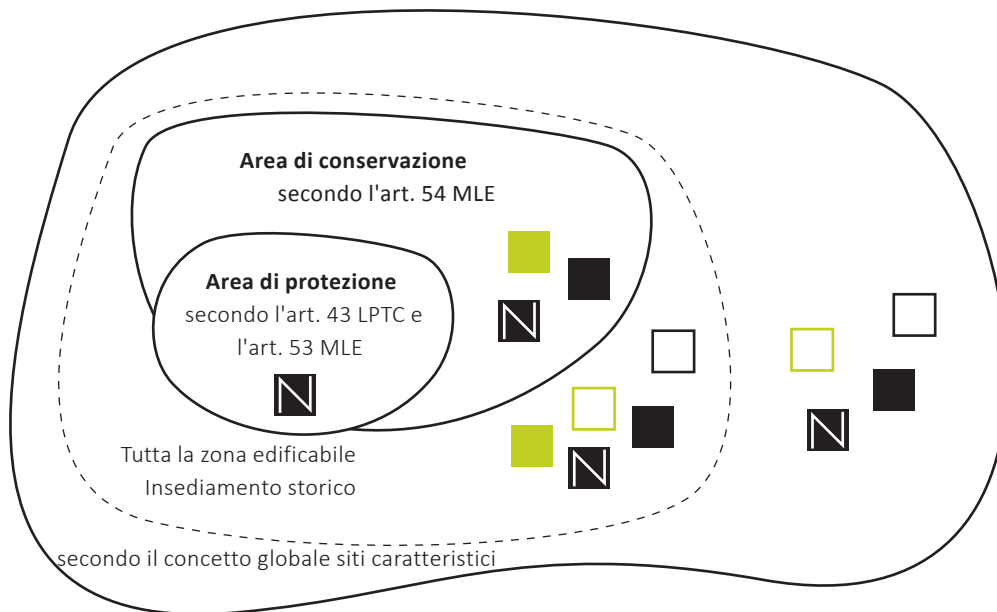 Area di conservazione
secondo l'art. 54 MLE
Area di protezione
secondo l'art. 43 LPTC e
l'art. 53 MLE
N
N
N
N
Tutta la zona edificabile
Insediamento storico
secondo il concetto globale siti caratteristici